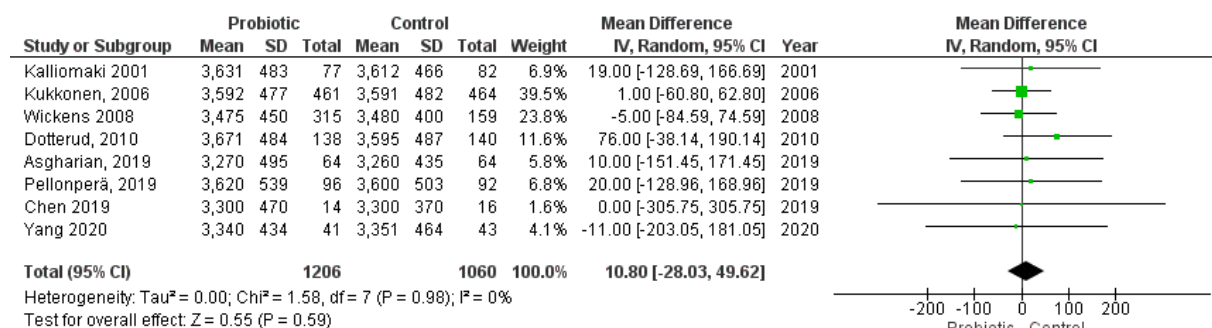 Probiotic Control Mean Difference Mean Difference
Study or Subgroup Mean SD Total Mean SD Total Weight IV, Random, 95% CI Year IV, Random, 95% CI
Kalliomaki 2001 3,631 483 77 3,612 466 82 6.9% 19.00 [-128.69, 166.69] 2001
Kukkonen, 2006 3,592 477 461 3,591 482 464 39.5% 1.00 [-60.80, 62.80] 2006
Wickens 2008 3,475 450 315 3,480 400 159 23.8% -5.00 [-84.59, 74.59] 2008
Dotterud, 2010 3,671 484 138 3,595 487 140 11.6% 76.00 [-38.14, 190.14] 2010
Asgharian, 2019 3,270 495 64 3,260 435 64 5.8% 10.00 [-151.45, 171.45] 2019
Pellonperä, 2019 3,620 539 96 3,600 503 92 6.8% 20.00 [-128.96, 168.96] 2019
Chen 2019 3,300 470 14 3,300 370 16 1.6% 0.00 [-305.75, 305.75] 2019
Yang 2020 3,340 434 41 3,351 464 43 4.1% -11.00 [-203.05, 181.05] 2020
Total (95% CI) 1206 1060 100.0% 10.80 [-28.03, 49.62]
Heterogeneity: Tau² = 0.00; Chi² = 1.58, df = 7 (P = 0.98); I² = 0%
Test for overall effect: Z = 0.55 (P = 0.59)
-200 -100 0 100 200
Probiotic Control